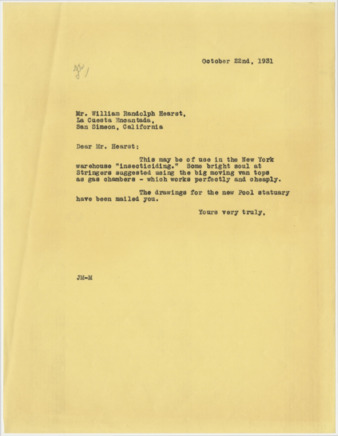 October 22nd, 1931
Mr. William Randolph Hearst,
La Cuesta Encantada,
San Simeon, California
Dear Mr. Hearst:
This may be of use in the New York
warehouse "insecticiding." Some bright soul at
Stringers suggested using the big moving van tops
as gas chambers - which works perfectly and cheaply.
The drawings for the new Pool statuary
have been mailed you.
Yours very truly,
JM-M